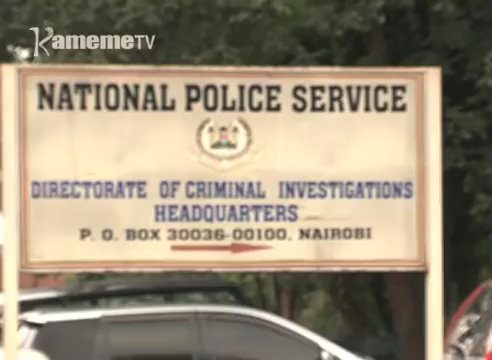 KAMEMETV
NATIONAL POLICE SERVICE
DIRECTORATE OF CRIMINAL INVESTIGATIONS
HEADQUARTERS
P. O. BOX 30036-00100, NAIROBI